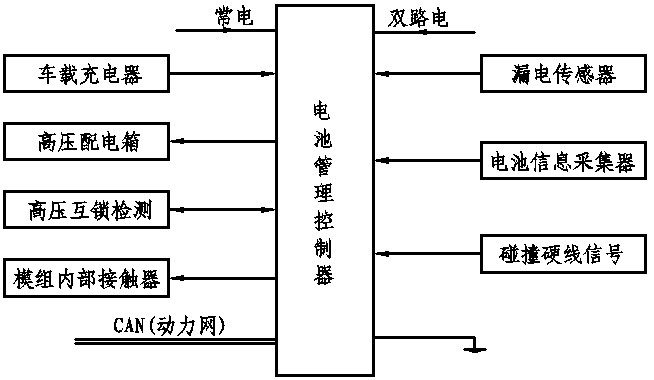 常电
双路电
车载充电器
漏电传感器
高压配电箱
电池管理控制器
电池信息采集器
高压互锁检测
碰撞硬线信号
模组内部接触器
CAN(动力网)